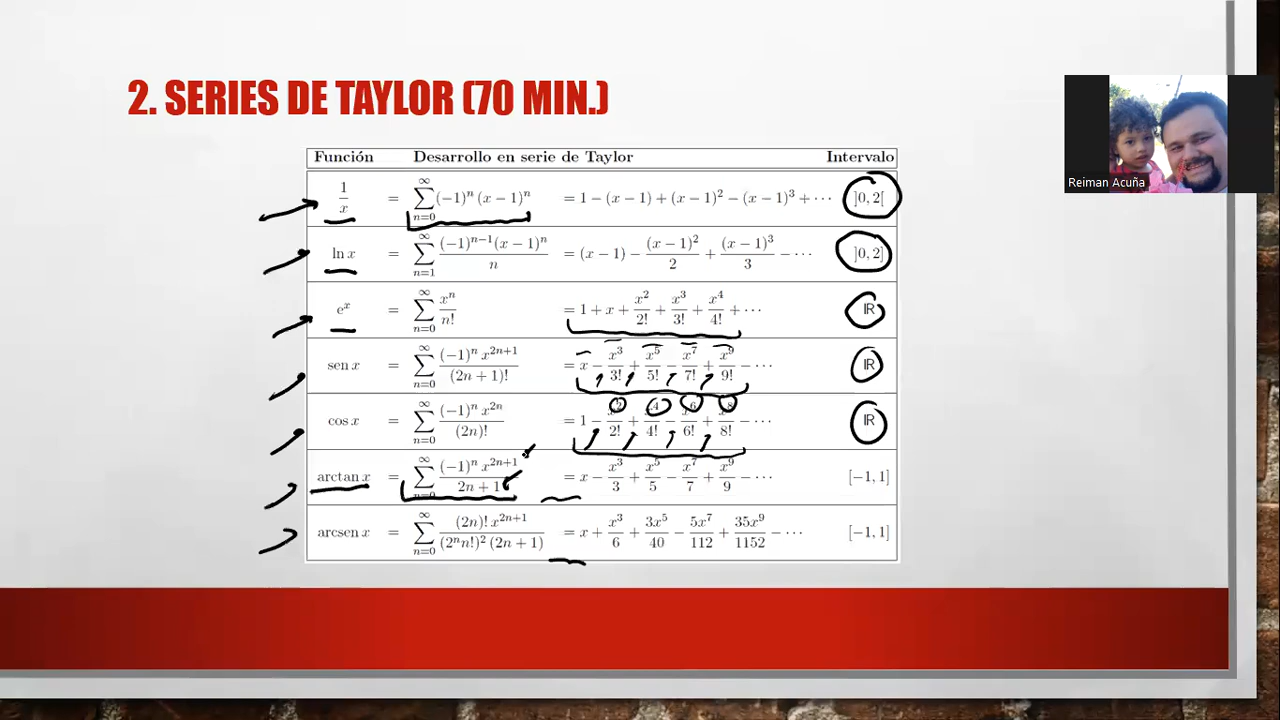 2. SERIES DE TAYLOR (70 MIN.)
Reiman Acuña
Función Desarrollo en serie de Taylor Intervalo
1/x = ∑_{n=0}^{∞} (-1)^n (x − 1)^n = 1 − (x − 1) + (x − 1)^2 − (x − 1)^3 + ⋯ ]0, 2[
ln x = ∑_{n=1}^{∞} (-1)^{n−1}(x − 1)^n / n = (x − 1) − (x − 1)^2/2 + (x − 1)^3/3 − ⋯ ]0, 2]
e^x = ∑_{n=0}^{∞} x^n/n! = 1 + x + x^2/2! + x^3/3! + x^4/4! + ⋯ IR
sen x = ∑_{n=0}^{∞} (-1)^n x^{2n+1}/(2n + 1)! = x − x^3/3! + x^5/5! − x^7/7! + x^9/9! − ⋯ IR
cos x = ∑_{n=0}^{∞} (-1)^n x^{2n}/(2n)! = 1 − x^2/2! + x^4/4! − x^6/6! + x^8/8! − ⋯ IR
arctan x = ∑_{n=0}^{∞} (-1)^n x^{2n+1}/(2n + 1) = x − x^3/3 + x^5/5 − x^7/7 + x^9/9 − ⋯ [−1, 1]
arcsen x = ∑_{n=0}^{∞} (2n)! x^{2n+1}/((2^n n!)^2 (2n + 1)) = x + x^3/6 + 3x^5/40 − 5x^7/112 + 35x^9/1152 − ⋯ [−1, 1]